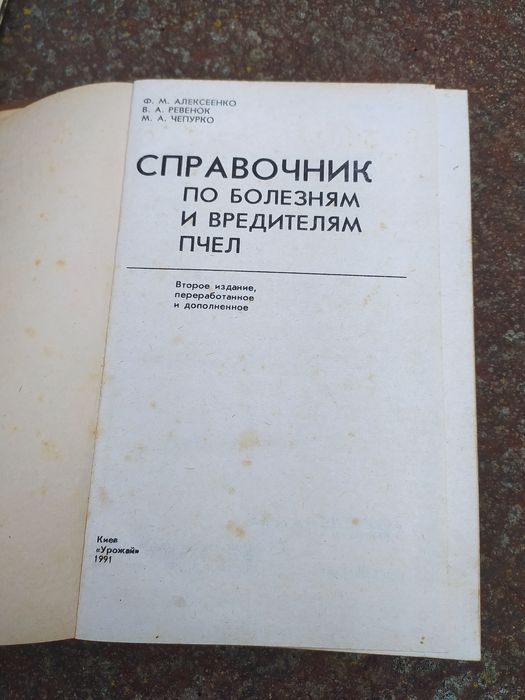 Ф. М. АЛЕКСЕЕНКО
В. А. РЕВЕНОК
М. А. ЧЕПУРКО
СПРАВОЧНИК
ПО БОЛЕЗНЯМ
И ВРЕДИТЕЛЯМ
ПЧЕЛ
Второе издание,
переработанное
и дополненное
Киев
«Урожай»
1991